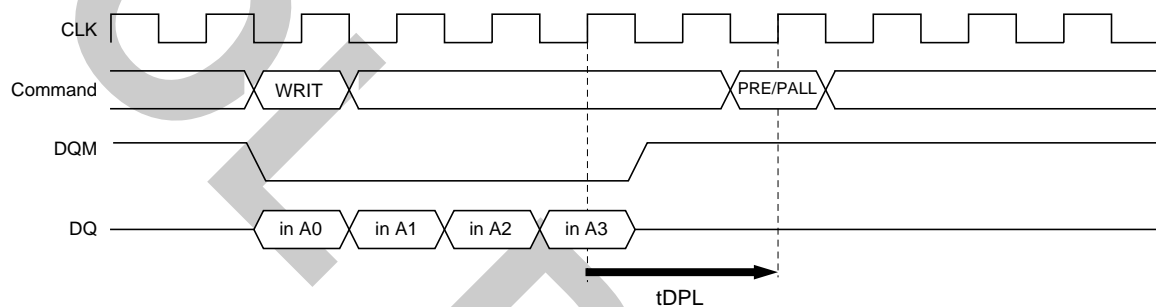 CLK
Command
WRIT
PRE/PALL
DQM
DQ
in A0
in A1
in A2
in A3
tDPL